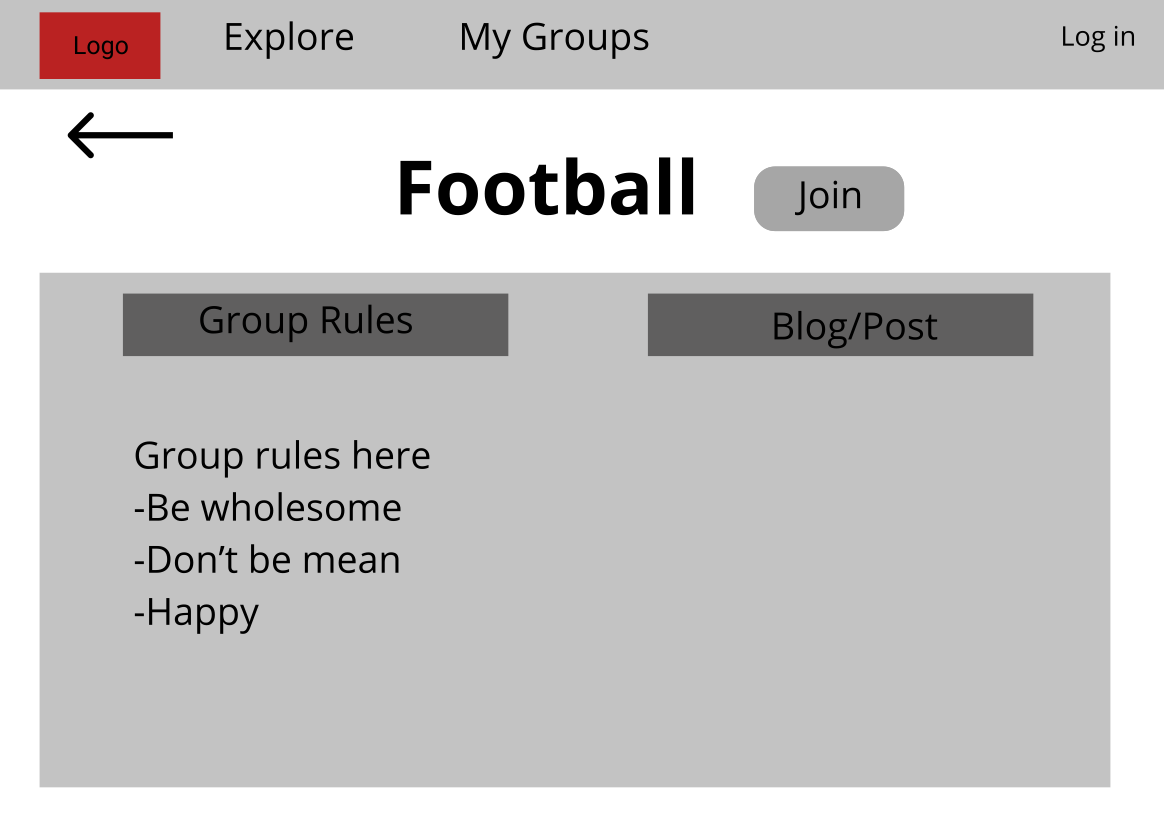 Logo
Explore
My Groups
Log in
Football
Join
Group Rules
Blog/Post
Group rules here
-Be wholesome
-Don’t be mean
-Happy